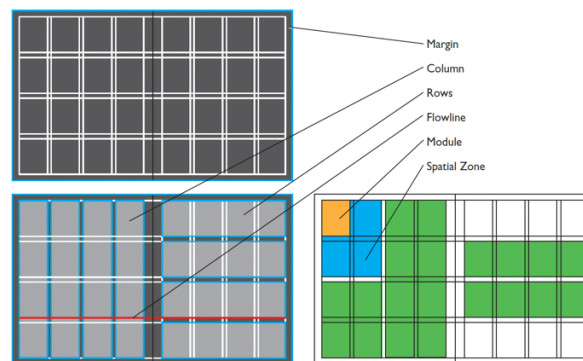 Margin
Column
Rows
Flowline
Module
Spatial Zone